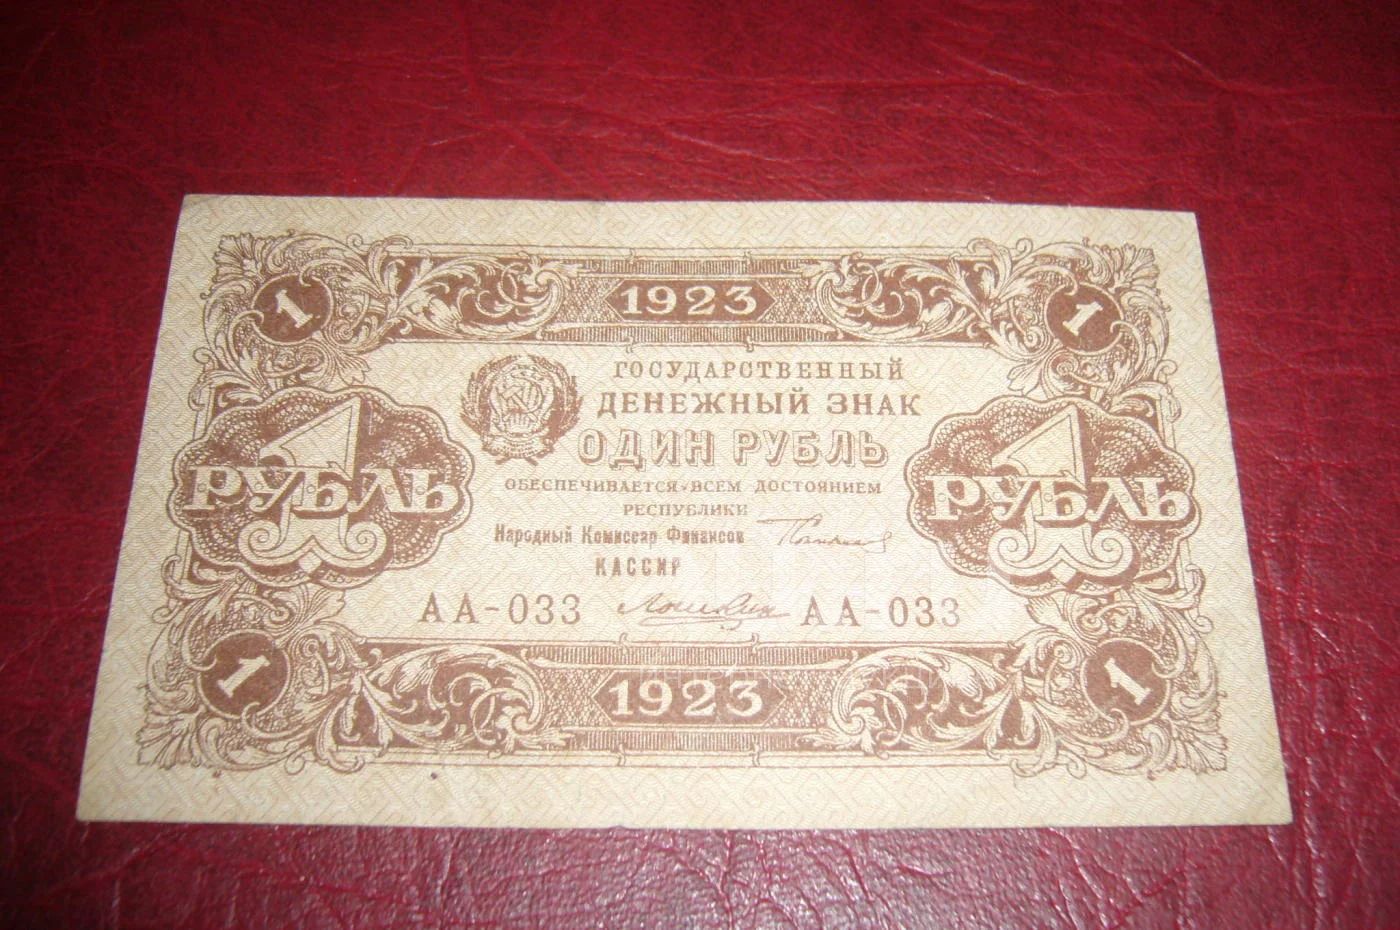 1 1923 1
ГОСУДАРСТВЕННЫЙ
ДЕНЕЖНЫЙ ЗНАК
ОДИН РУБЛЬ
1 РУБЛЬ
1 РУБЛЬ
ОБЕСПЕЧИВАЕТСЯ ВСЕМ ДОСТОЯНИЕМ
РЕСПУБЛИКИ
Народный Комиссар Финансов
КАССИР
АА-033 АА-033
1 1923 1